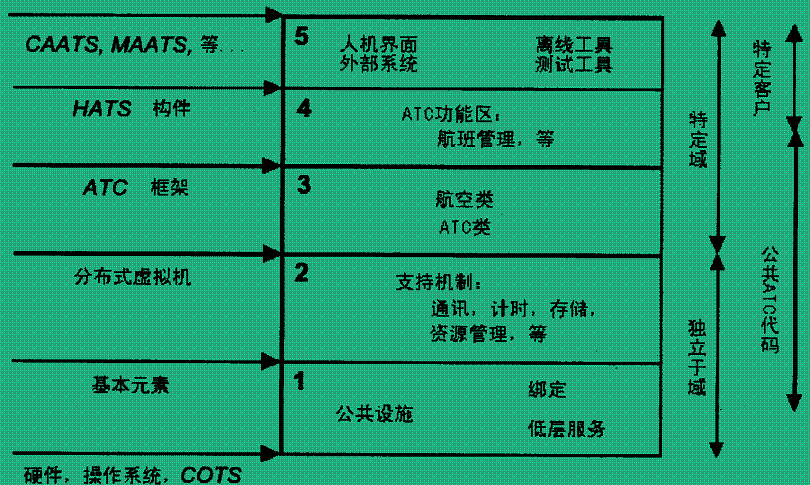 CAATS, MAATS, 等...
5
人机界面
外部系统
离线工具
测试工具
HATS 构件
4
ATC功能区：
航班管理，等
ATC 框架
3
航空类
ATC类
分布式虚拟机
2
支持机制：
通讯，计时，存储，
资源管理，等
基本元素
1
公共设施
绑定
低层服务
硬件，操作系统，COTS
特定域
独立于域
特定客户
公共ATC代码